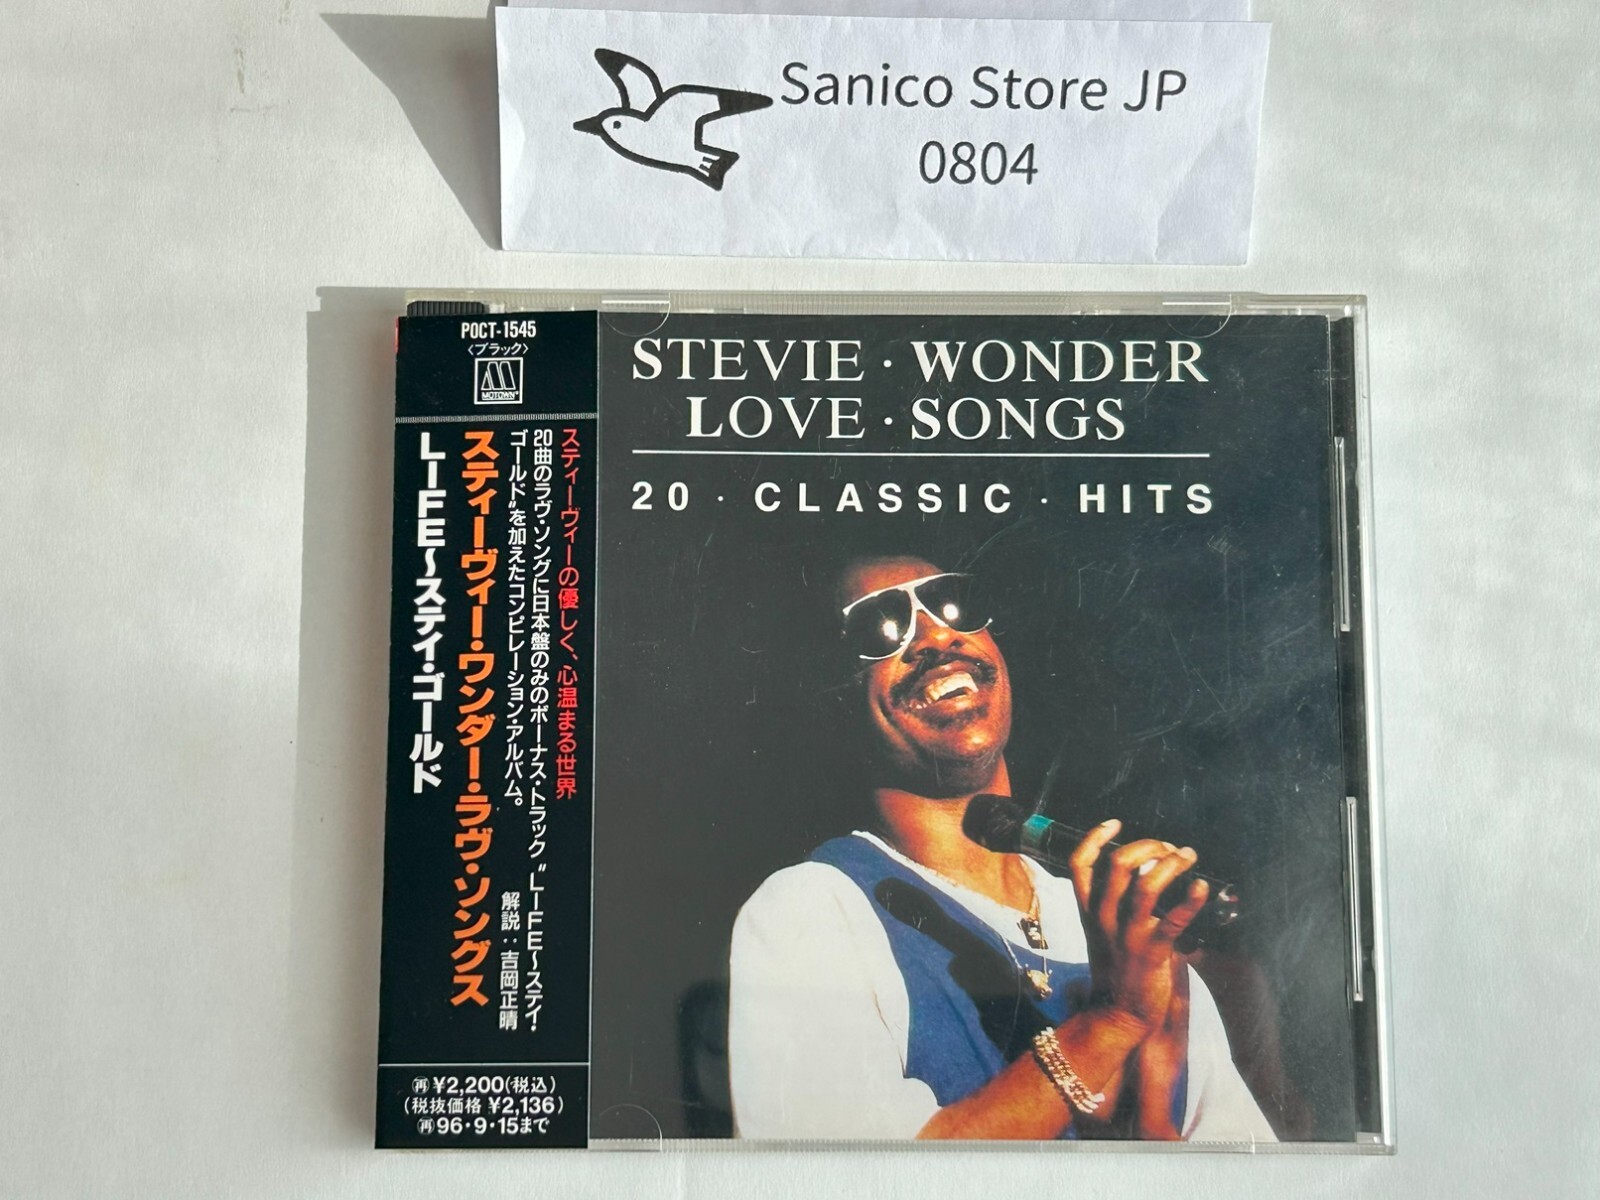 Sanico Store JP
0804
POCT-1545
〈ブラック〉
MOTOWN
STEVIE · WONDER
LOVE · SONGS
20 · CLASSIC · HITS
スティーヴィーの優しく、心温まる世界
20曲のラヴ・ソングに日本盤のみのボーナス・トラック “LIFE〜ステイ・
ゴールド”を加えたコンピレーション・アルバム。
解説：吉岡正晴
スティーヴィー・ワンダー・ラヴ・ソングス
LIFE〜ステイ・ゴールド
㊢¥2,200(税込)
(税抜価格 ¥2,136)
㊢96・9・15まで